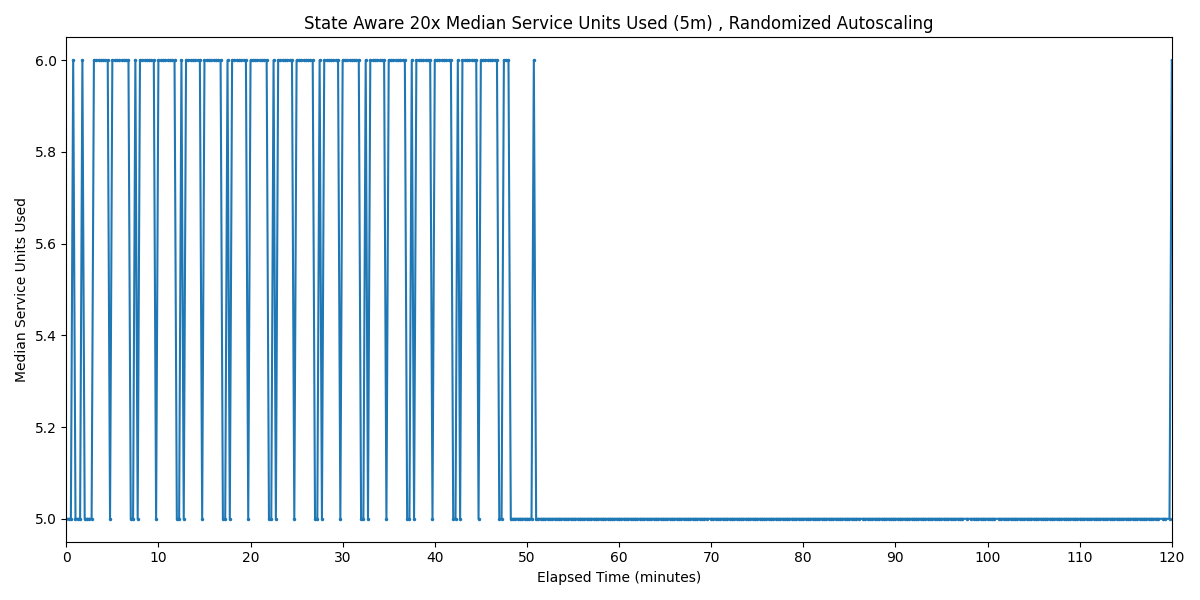 State Aware 20x Median Service Units Used (5m) , Randomized Autoscaling
6.0
5.8
5.6
5.4
5.2
5.0
Median Service Units Used
0 10 20 30 40 50 60 70 80 90 100 110 120
Elapsed Time (minutes)